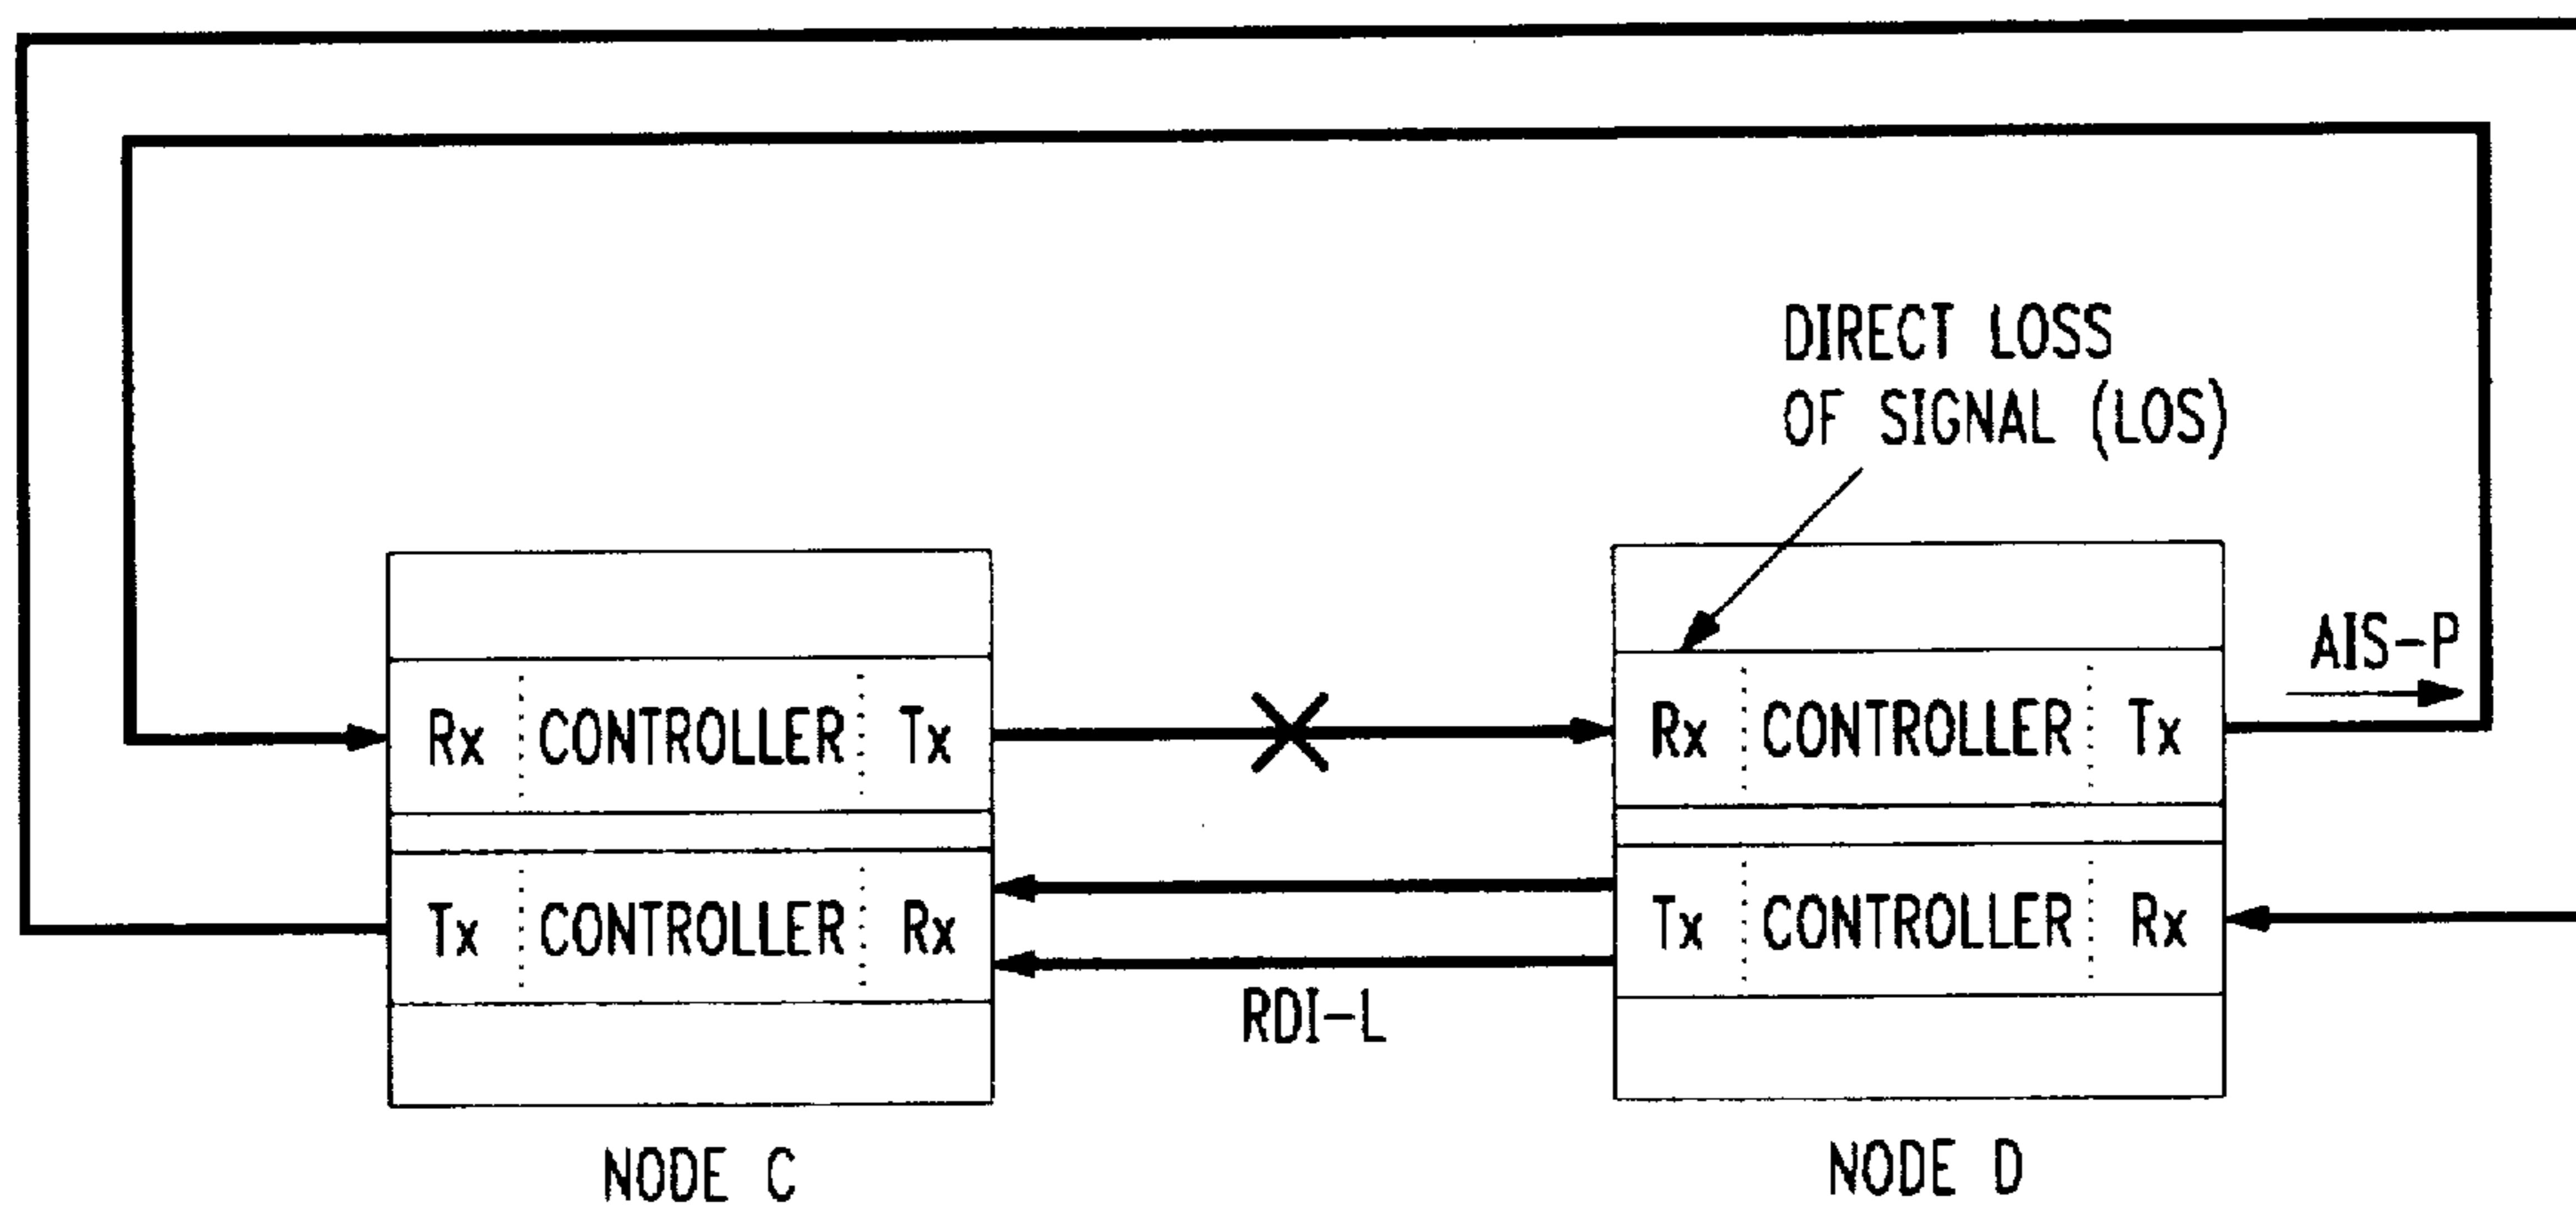 DIRECT LOSS
OF SIGNAL (LOS)
AIS-P
Rx CONTROLLER Tx
Rx CONTROLLER Tx
Tx CONTROLLER Rx
Tx CONTROLLER Rx
RDI-L
NODE C
NODE D